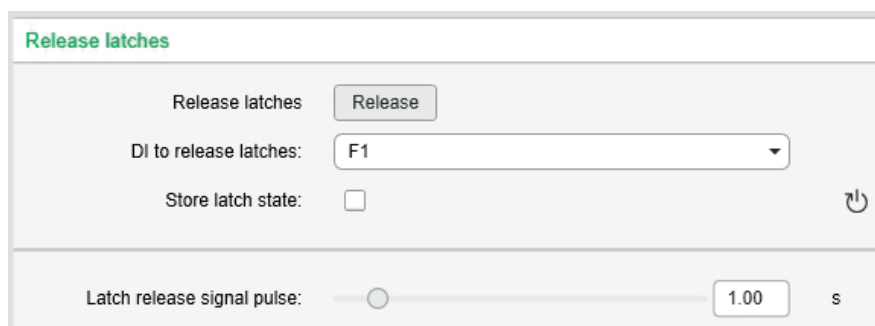 Release latches
Release latches Release
DI to release latches: F1
Store latch state:
Latch release signal pulse: 1.00 s